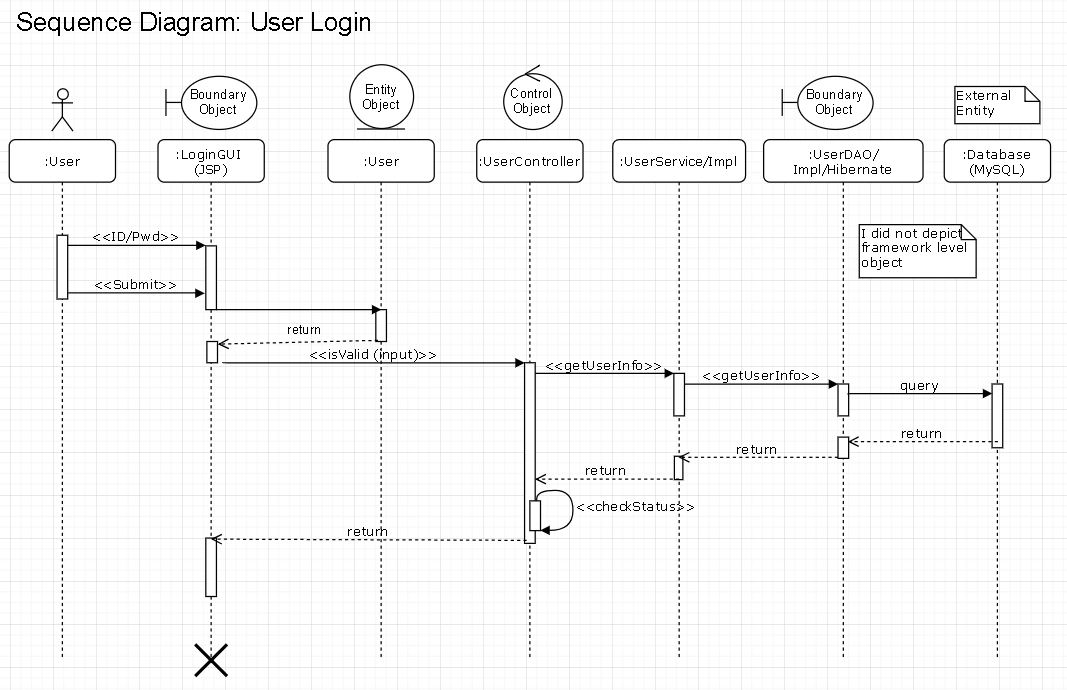 Sequence Diagram: User Login
Boundary
Object
Entity
Object
Control
Object
Boundary
Object
External
Entity
:User
:LoginGUI
(JSP)
:User
:UserController
:UserService/Impl
:UserDAO/
Impl/Hibernate
:Database
(MySQL)
I did not depict
framework level
object
<<ID/Pwd>>
<<Submit>>
return
<<isValid (input)>>
<<getUserInfo>>
<<getUserInfo>>
query
return
return
return
<<checkStatus>>
return